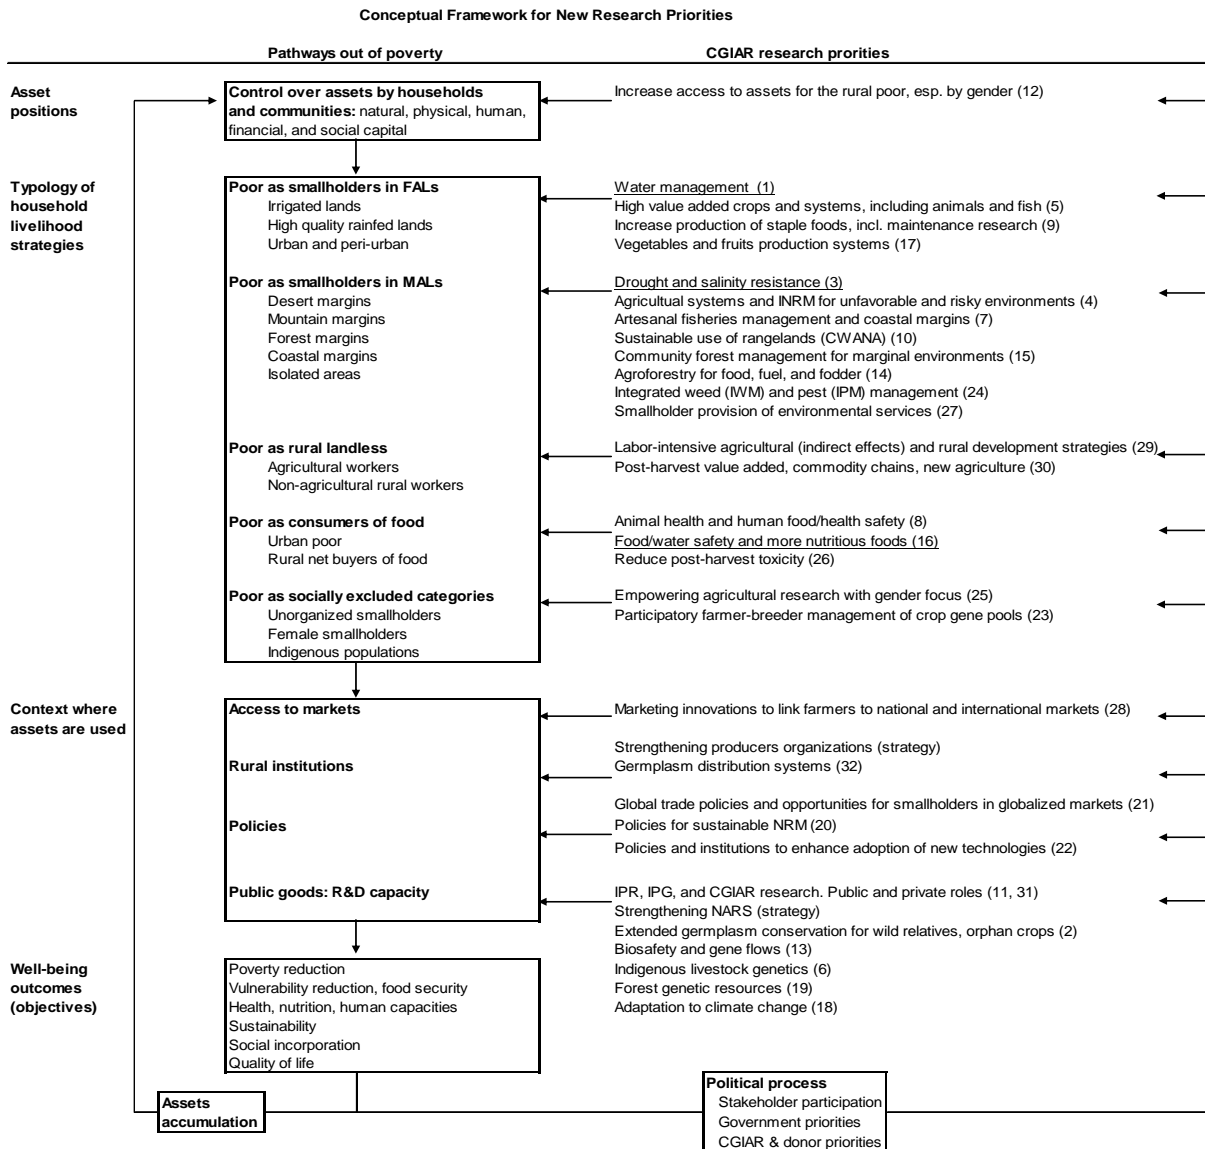 Conceptual Framework for New Research Priorities
Pathways out of poverty
CGIAR research prorities
Asset
positions
Control over assets by households
and communities: natural, physical, human,
financial, and social capital
Increase access to assets for the rural poor, esp. by gender (12)
Typology of
household
livelihood
strategies
Poor as smallholders in FALs
Irrigated lands
High quality rainfed lands
Urban and peri-urban
Water management (1)
High value added crops and systems, including animals and fish (5)
Increase production of staple foods, incl. maintenance research (9)
Vegetables and fruits production systems (17)
Poor as smallholders in MALs
Desert margins
Mountain margins
Forest margins
Coastal margins
Isolated areas
Drought and salinity resistance (3)
Agricultual systems and INRM for unfavorable and risky environments (4)
Artesanal fisheries management and coastal margins (7)
Sustainable use of rangelands (CWANA) (10)
Community forest management for marginal environments (15)
Agroforestry for food, fuel, and fodder (14)
Integrated weed (IWM) and pest (IPM) management (24)
Smallholder provision of environmental services (27)
Poor as rural landless
Agricultural workers
Non-agricultural rural workers
Labor-intensive agricultural (indirect effects) and rural development strategies (29)
Post-harvest value added, commodity chains, new agriculture (30)
Poor as consumers of food
Urban poor
Rural net buyers of food
Animal health and human food/health safety (8)
Food/water safety and more nutritious foods (16)
Reduce post-harvest toxicity (26)
Poor as socially excluded categories
Unorganized smallholders
Female smallholders
Indigenous populations
Empowering agricultural research with gender focus (25)
Participatory farmer-breeder management of crop gene pools (23)
Context where
assets are used
Access to markets
Marketing innovations to link farmers to national and international markets (28)
Rural institutions
Strengthening producers organizations (strategy)
Germplasm distribution systems (32)
Policies
Global trade policies and opportunities for smallholders in globalized markets (21)
Policies for sustainable NRM (20)
Policies and institutions to enhance adoption of new technologies (22)
Public goods: R&D capacity
IPR, IPG, and CGIAR research. Public and private roles (11, 31)
Strengthening NARS (strategy)
Extended germplasm conservation for wild relatives, orphan crops (2)
Biosafety and gene flows (13)
Indigenous livestock genetics (6)
Forest genetic resources (19)
Adaptation to climate change (18)
Well-being
outcomes
(objectives)
Poverty reduction
Vulnerability reduction, food security
Health, nutrition, human capacities
Sustainability
Social incorporation
Quality of life
Assets
accumulation
Political process
Stakeholder participation
Government priorities
CGIAR & donor priorities